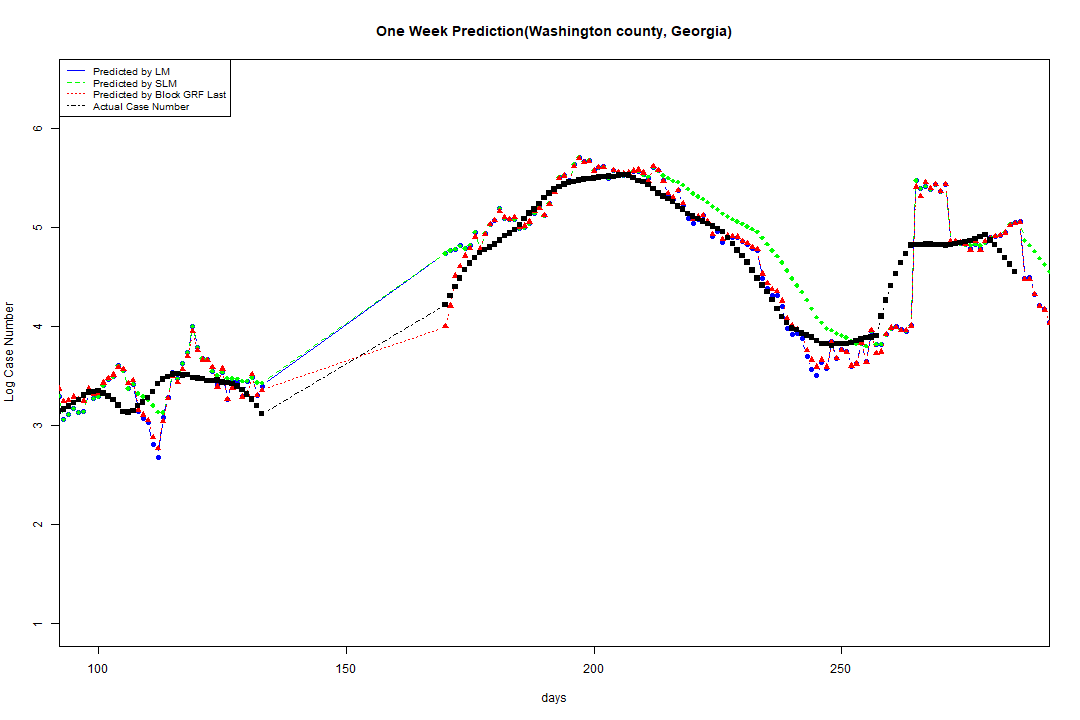 One Week Prediction(Washington county, Georgia)
Predicted by LM
Predicted by SLM
Predicted by Block GRF Last
Actual Case Number
6
5
4
3
2
1
Log Case Number
100 150 200 250
days